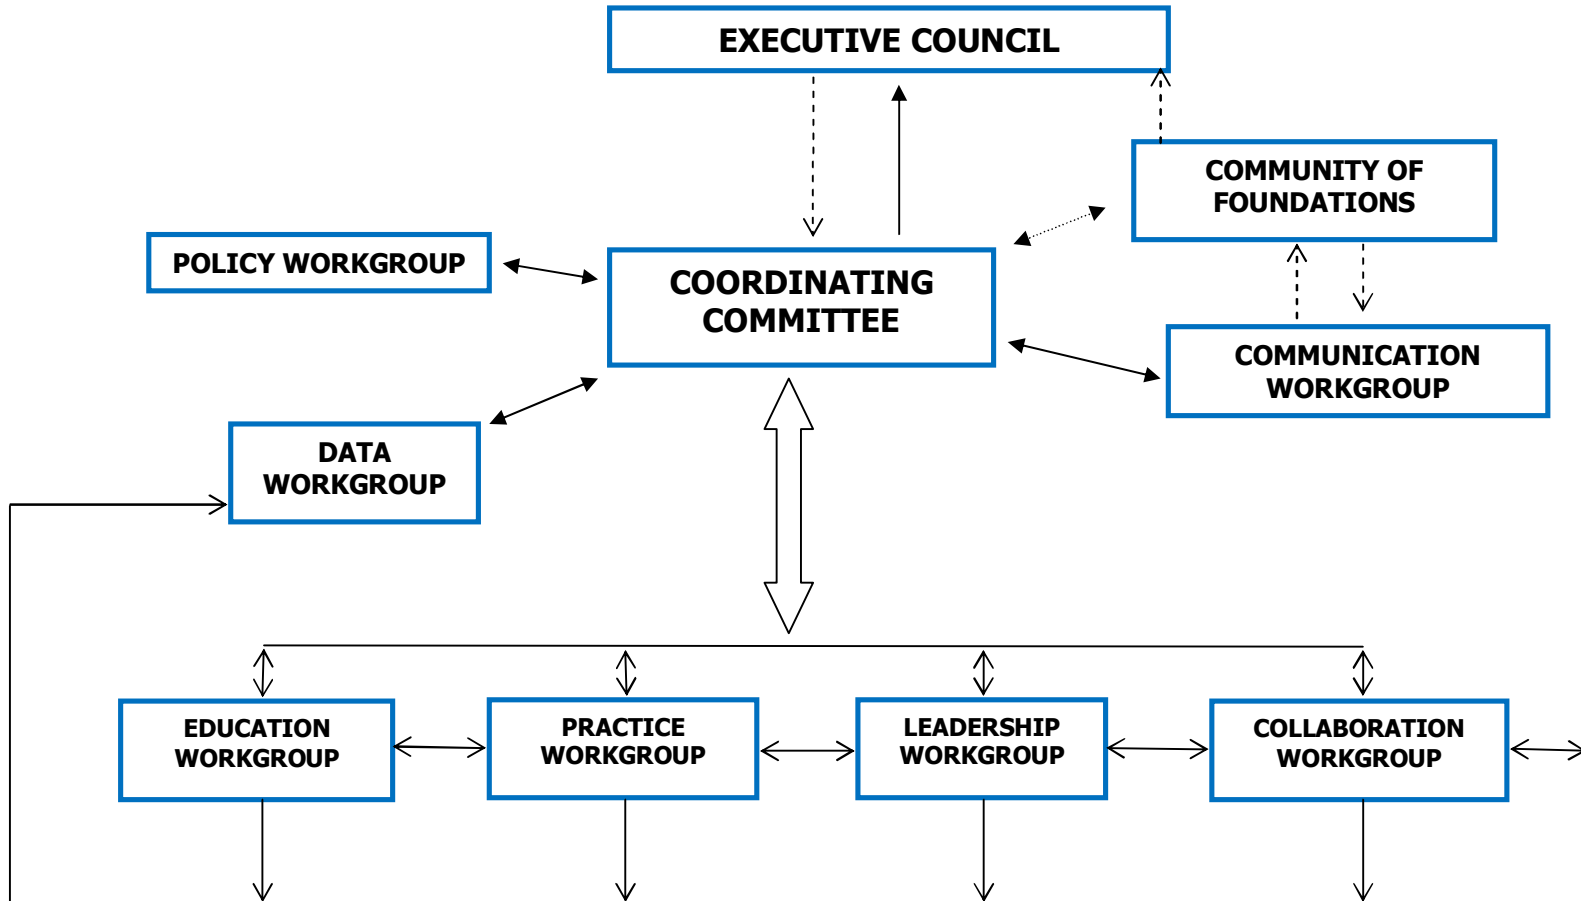 EXECUTIVE COUNCIL
COMMUNITY OF
FOUNDATIONS
POLICY WORKGROUP
COORDINATING
COMMITTEE
COMMUNICATION
WORKGROUP
DATA
WORKGROUP
EDUCATION
WORKGROUP
PRACTICE
WORKGROUP
LEADERSHIP
WORKGROUP
COLLABORATION
WORKGROUP